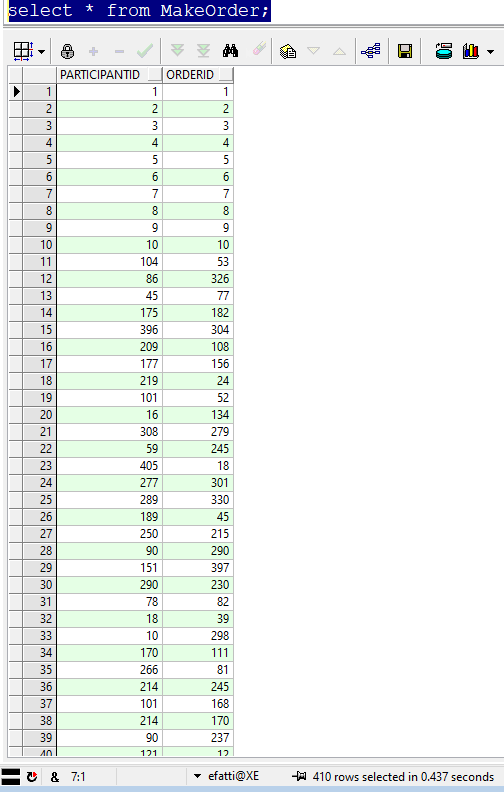 select * from MakeOrder;
PARTICIPANTID ORDERID
1 1 1
2 2 2
3 3 3
4 4 4
5 5 5
6 6 6
7 7 7
8 8 8
9 9 9
10 10 10
11 104 53
12 86 326
13 45 77
14 175 182
15 396 304
16 209 108
17 177 156
18 219 24
19 101 52
20 16 134
21 308 279
22 59 245
23 405 18
24 277 301
25 289 330
26 189 45
27 250 215
28 90 290
29 151 397
30 290 230
31 78 82
32 18 39
33 10 298
34 170 111
35 266 81
36 214 245
37 101 168
38 214 170
39 90 237
40 121 12
& 7:1 efatti@XE 410 rows selected in 0.437 seconds